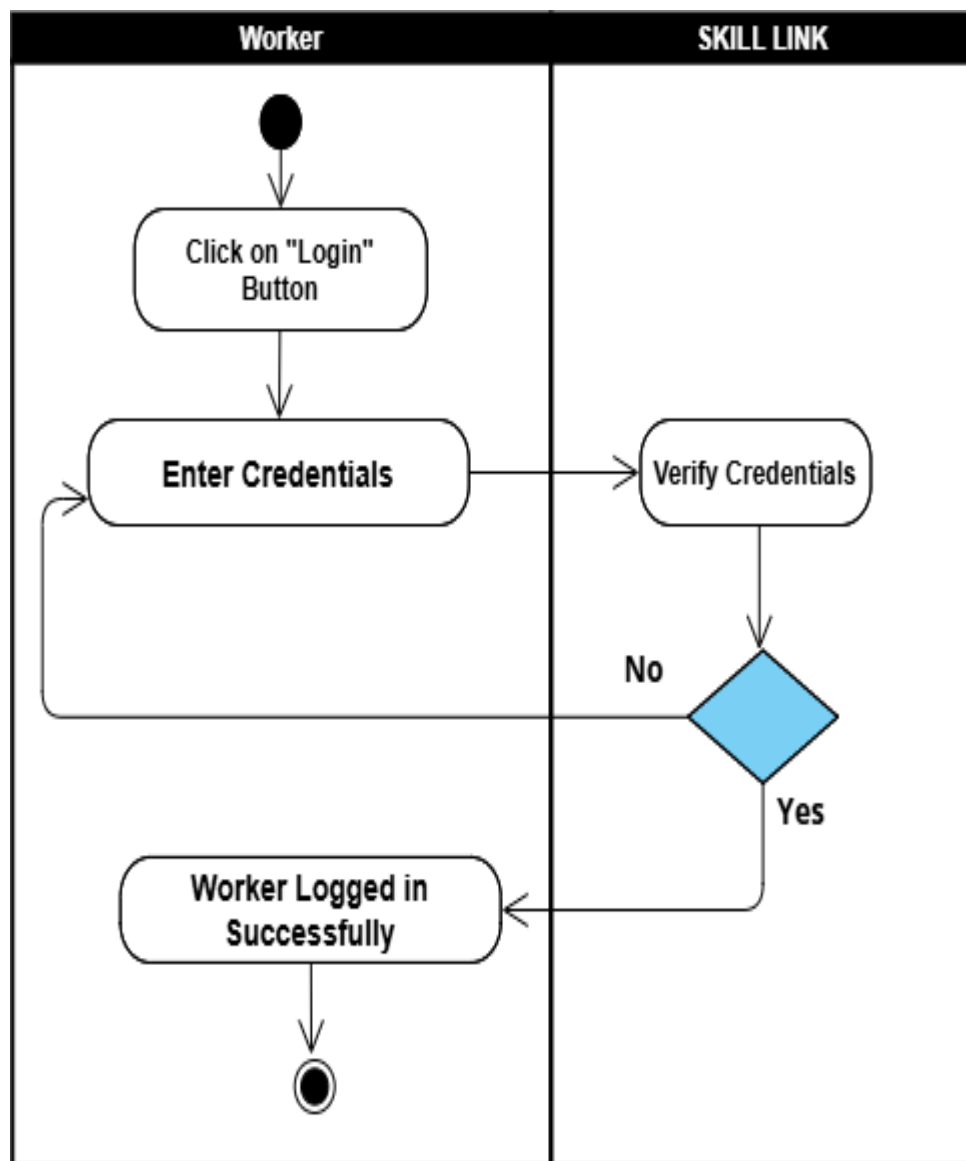 Worker
SKILL LINK
Click on "Login"
Button
Enter Credentials
Verify Credentials
No
Yes
Worker Logged in
Successfully